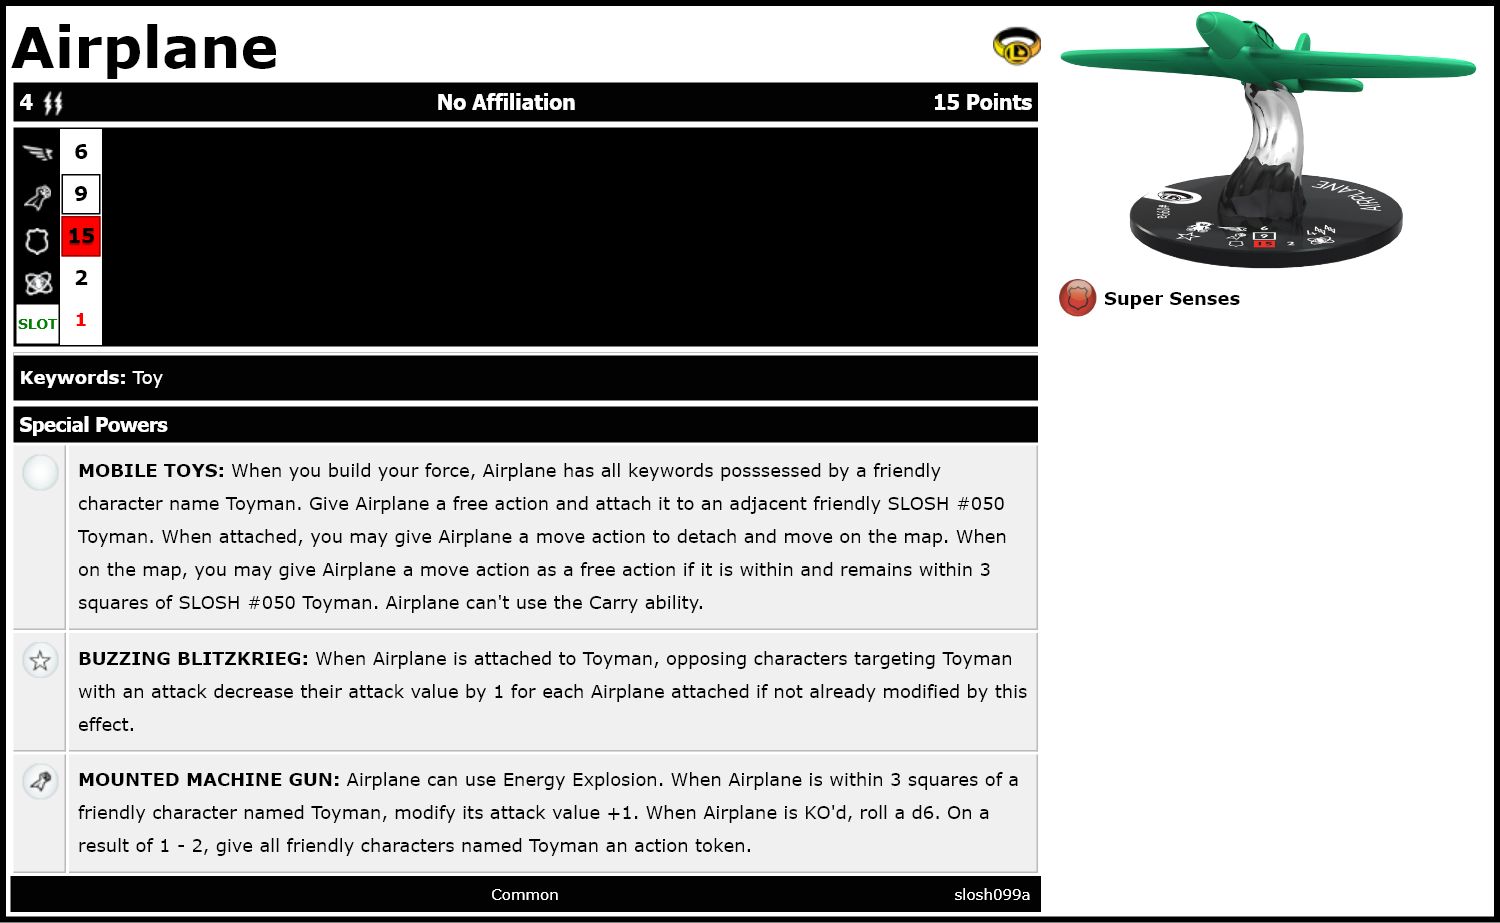 Airplane
4 No Affiliation 15 Points
6
9
15
2
SLOT 1
AIRPLANE
6
9
15
2
Super Senses
Keywords: Toy
Special Powers
MOBILE TOYS: When you build your force, Airplane has all keywords posssessed by a friendly
character name Toyman. Give Airplane a free action and attach it to an adjacent friendly SLOSH #050
Toyman. When attached, you may give Airplane a move action to detach and move on the map. When
on the map, you may give Airplane a move action as a free action if it is within and remains within 3
squares of SLOSH #050 Toyman. Airplane can't use the Carry ability.
BUZZING BLITZKRIEG: When Airplane is attached to Toyman, opposing characters targeting Toyman
with an attack decrease their attack value by 1 for each Airplane attached if not already modified by this
effect.
MOUNTED MACHINE GUN: Airplane can use Energy Explosion. When Airplane is within 3 squares of a
friendly character named Toyman, modify its attack value +1. When Airplane is KO'd, roll a d6. On a
result of 1 - 2, give all friendly characters named Toyman an action token.
Common slosh099a